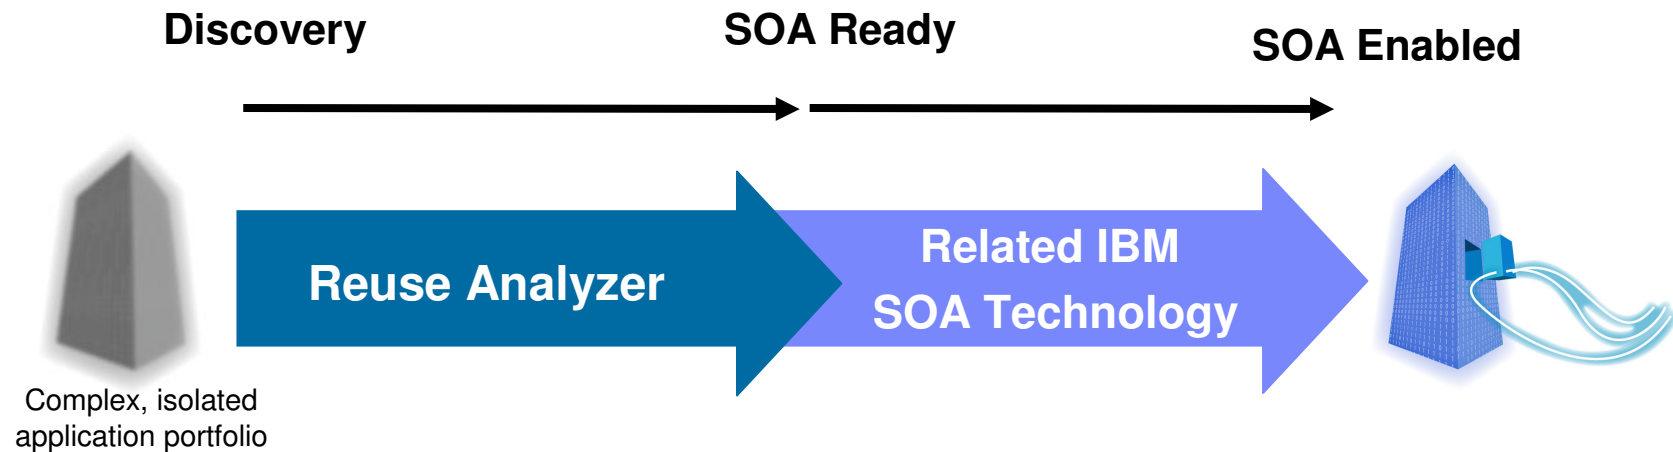 Discovery
SOA Ready
SOA Enabled
Reuse Analyzer
Related IBM
SOA Technology
Complex, isolated
application portfolio